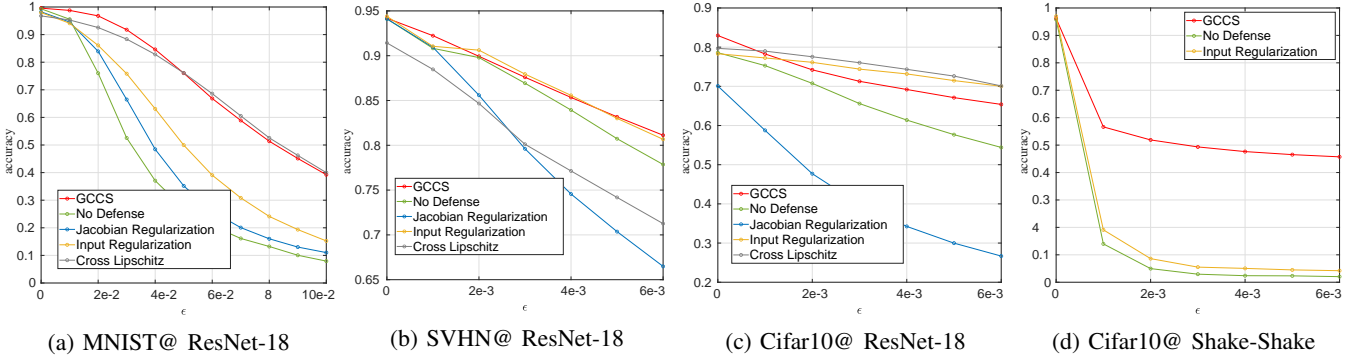 1
0.9
0.8
0.7
0.6
0.5
0.4
0.3
0.2
0.1
0
accuracy
GCCS
No Defense
Jacobian Regularization
Input Regularization
Cross Lipschitz
0 2e-2 4e-2 6e-2 8 10e-2
ϵ
(a) MNIST@ ResNet-18
0.95
0.9
0.85
0.8
0.75
0.7
0.65
accuracy
GCCS
No Defense
Jacobian Regularization
Input Regularization
Cross Lipschitz
0 2e-3 4e-3 6e-3
ϵ
(b) SVHN@ ResNet-18
0.9
0.8
0.7
0.6
0.5
0.4
0.3
0.2
accuracy
GCCS
No Defense
Jacobian Regularization
Input Regularization
Cross Lipschitz
0 2e-3 4e-3 6e-3
ϵ
(c) Cifar10@ ResNet-18
1
0.9
0.8
0.7
0.6
0.5
0.4
0.3
4
0.1
0
accuracy
GCCS
No Defense
Input Regularization
0 2e-3 4e-3 6e-3
ϵ
(d) Cifar10@ Shake-Shake